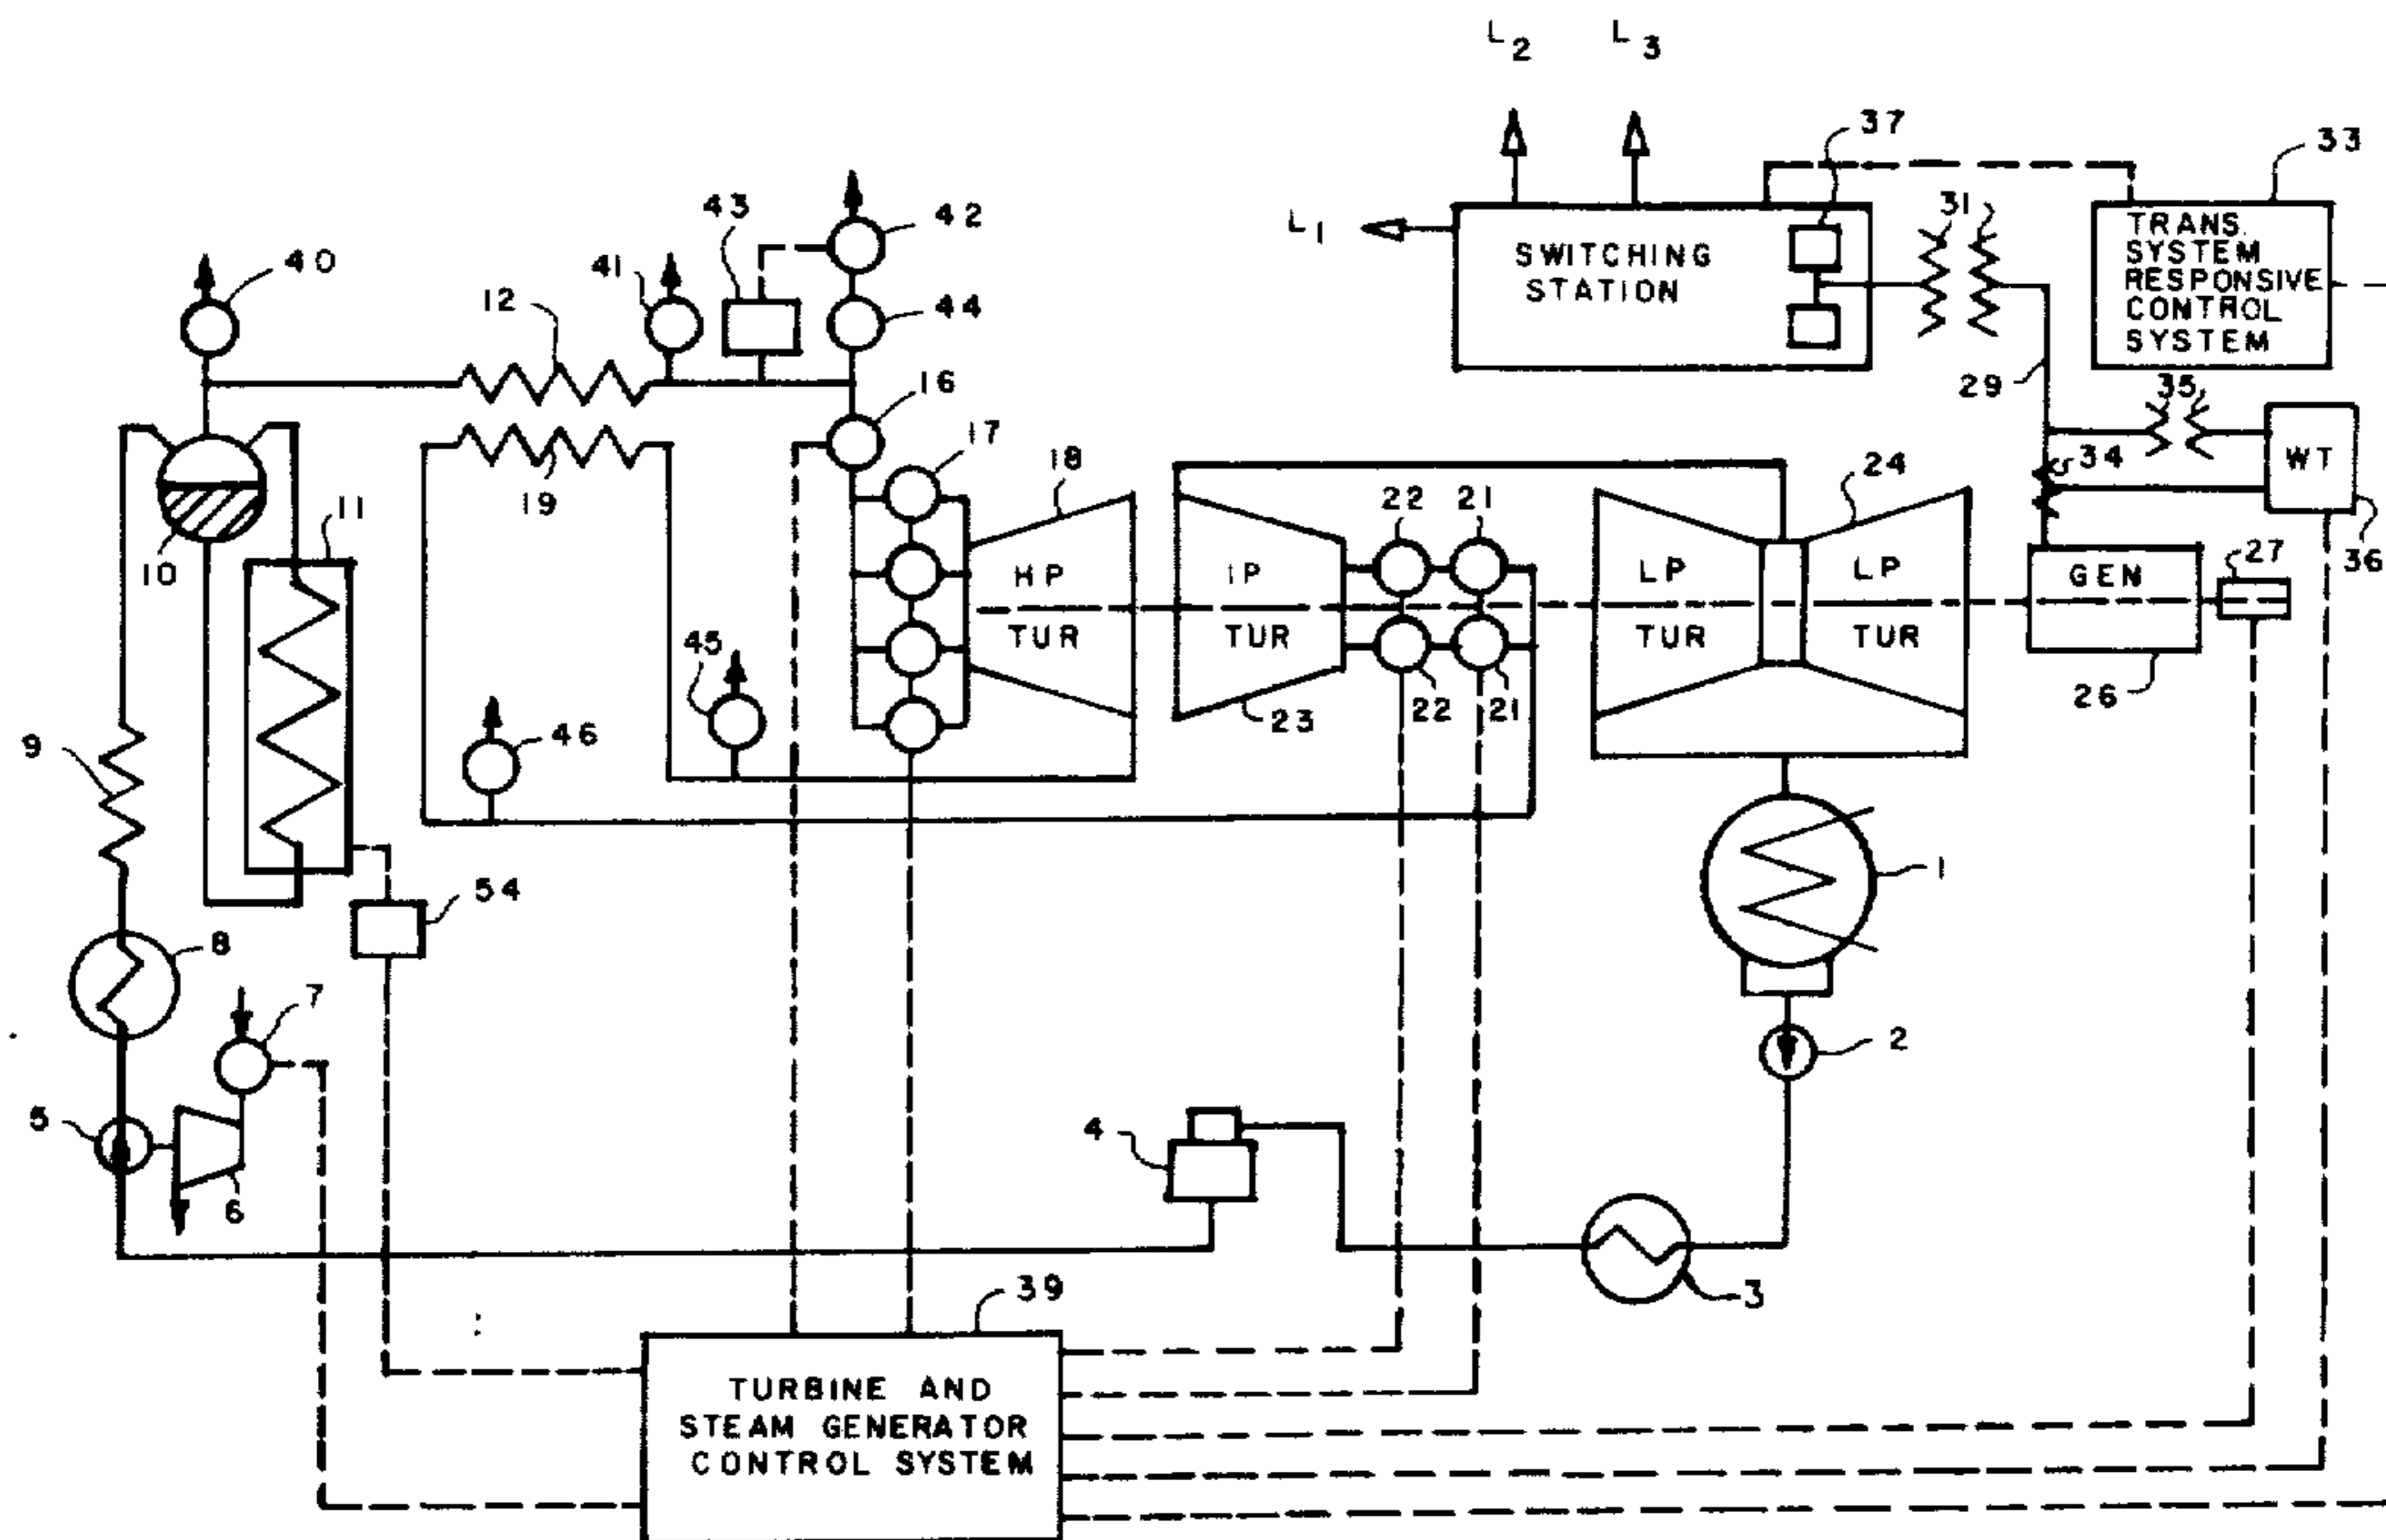 L2
L3
37
33
L1
SWITCHING
STATION
31
TRANS.
SYSTEM
RESPONSIVE
CONTROL
SYSTEM
43
42
40
41
44
12
29
35
16
17
18
19
WT
34
24
36
22
21
11
10
HP
TUR
IP
TUR
LP
TUR
LP
TUR
GEN
27
45
46
23
22
21
26
9
1
54
8
7
2
5
6
4
3
39
TURBINE AND
STEAM GENERATOR
CONTROL SYSTEM